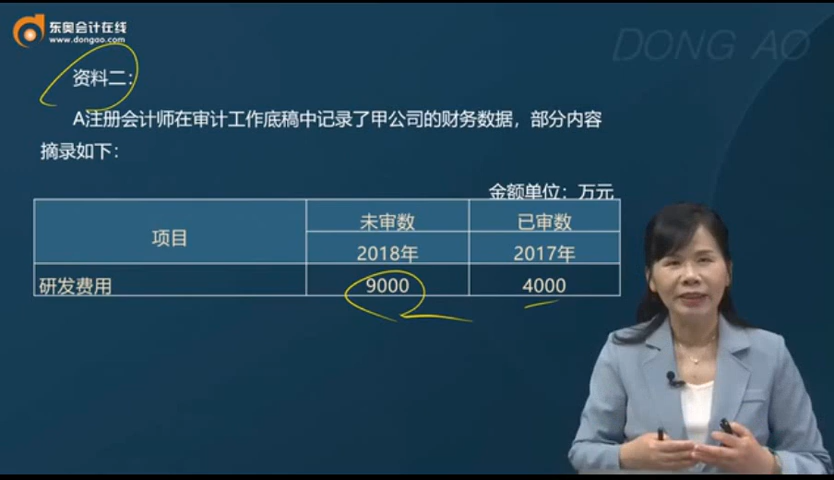 东奥会计在线
www.dongao.com
DONG AO
资料二：
A注册会计师在审计工作底稿中记录了甲公司的财务数据，部分内容
摘录如下：
金额单位：万元
项目 未审数 已审数
2018年 2017年
研发费用 9000 4000